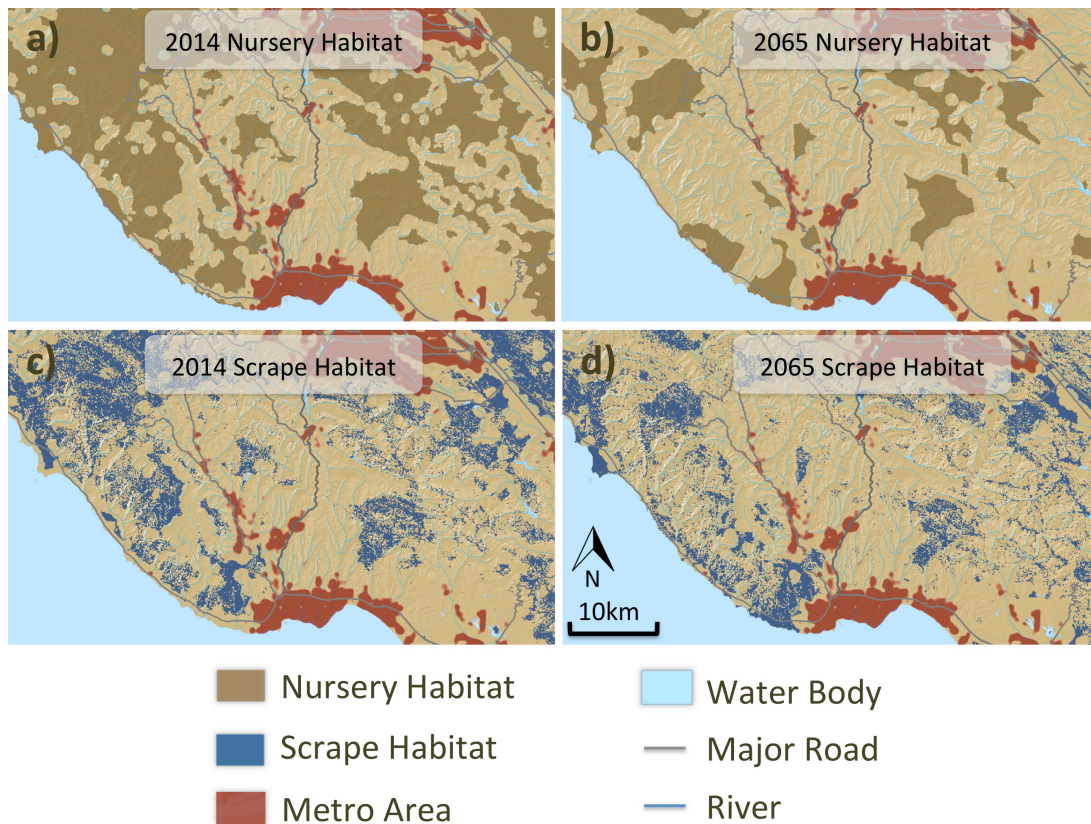 a)
2014 Nursery Habitat
b)
2065 Nursery Habitat
c)
2014 Scrape Habitat
d)
2065 Scrape Habitat
N
10km
Nursery Habitat
Water Body
Scrape Habitat
Major Road
Metro Area
River